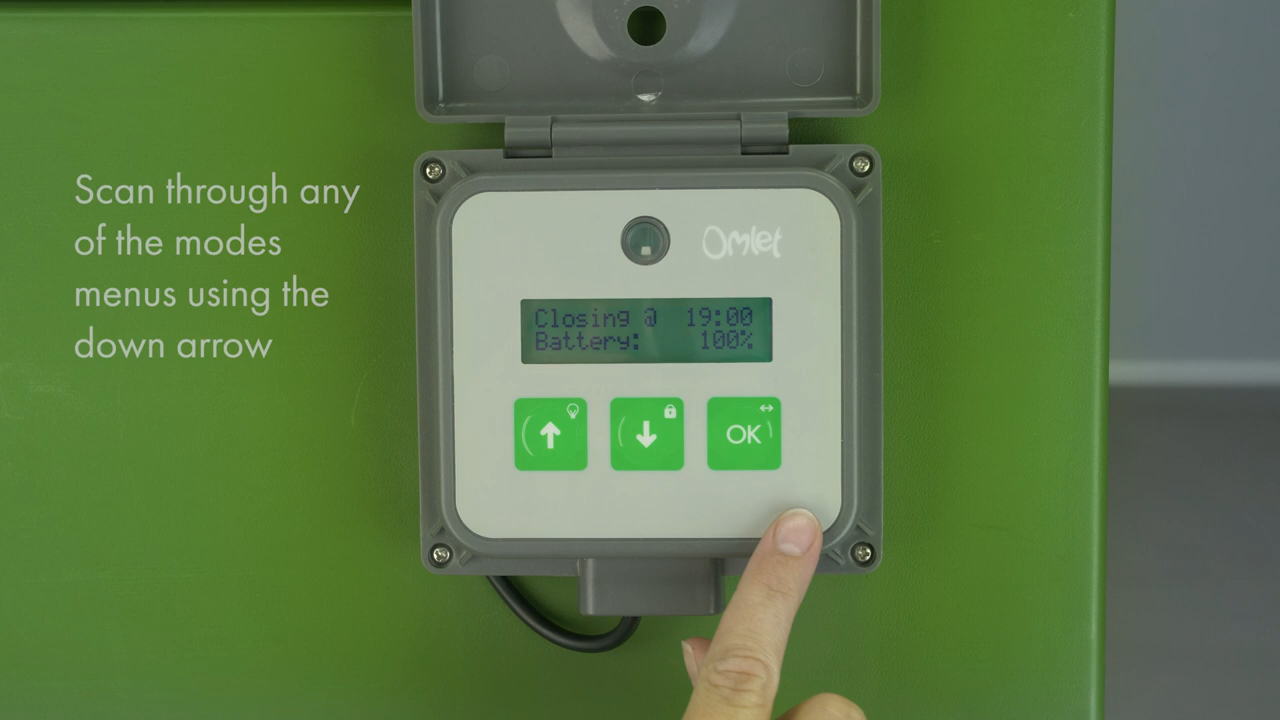 Scan through any
of the modes
menus using the
down arrow
Omlet
Closing @ 19:00
Battery: 100%
OK